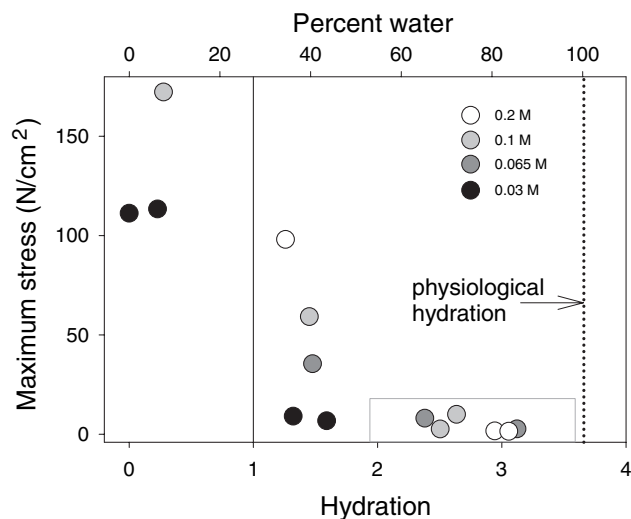 Percent water
0 20 40 60 80 100
Maximum stress (N/cm²)
150
100
50
0
0.2 M
0.1 M
0.065 M
0.03 M
physiological
hydration
0 1 2 3 4
Hydration